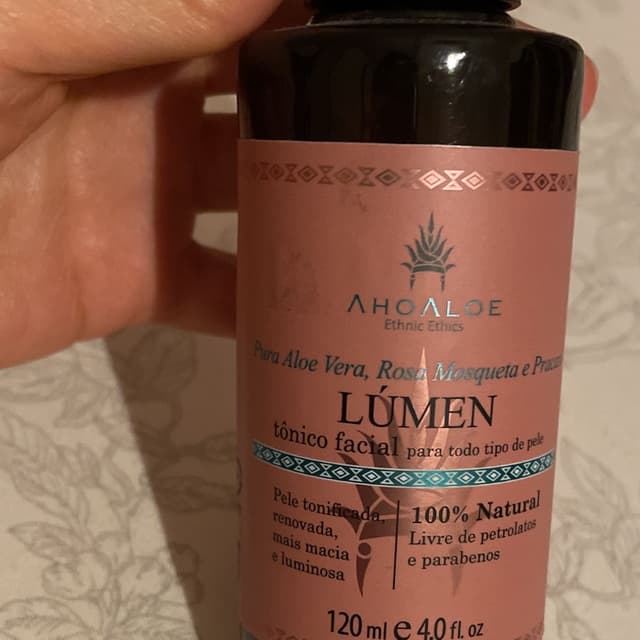 AHOALOE
Ethnic Ethics
Pura Aloe Vera, Rosa Mosqueta e
LÚMEN
tônico facial para todo tipo de pele
Pele tonificada,
renovada,
mais macia
e luminosa
100% Natural
Livre de petrolatos
e parabenos
120 ml e 4.0 fl. oz